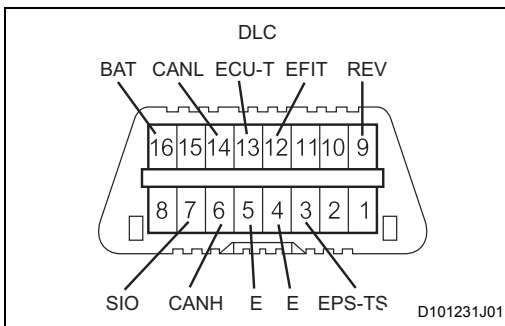 DLC
BAT CANL ECU-T EFIT REV
16 15 14 13 12 11 10 9
8 7 6 5 4 3 2 1
SIO CANH E E EPS-TS
D101231J01